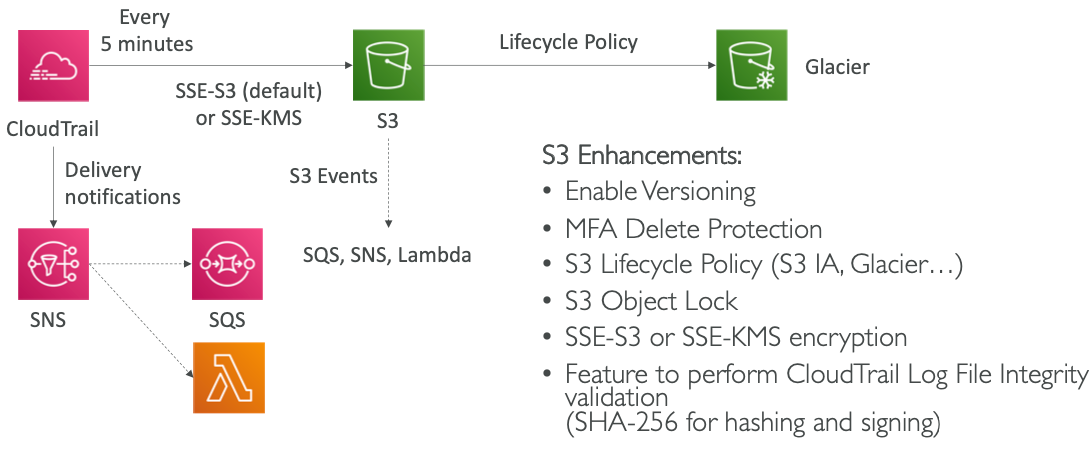 Every
5 minutes
Lifecycle Policy
Glacier
SSE-S3 (default)
or SSE-KMS
S3
CloudTrail
Delivery
notifications
S3 Events
SQS, SNS, Lambda
SNS
SQS
S3 Enhancements:
• Enable Versioning
• MFA Delete Protection
• S3 Lifecycle Policy (S3 IA, Glacier…)
• S3 Object Lock
• SSE-S3 or SSE-KMS encryption
• Feature to perform CloudTrail Log File Integrity
validation
(SHA-256 for hashing and signing)